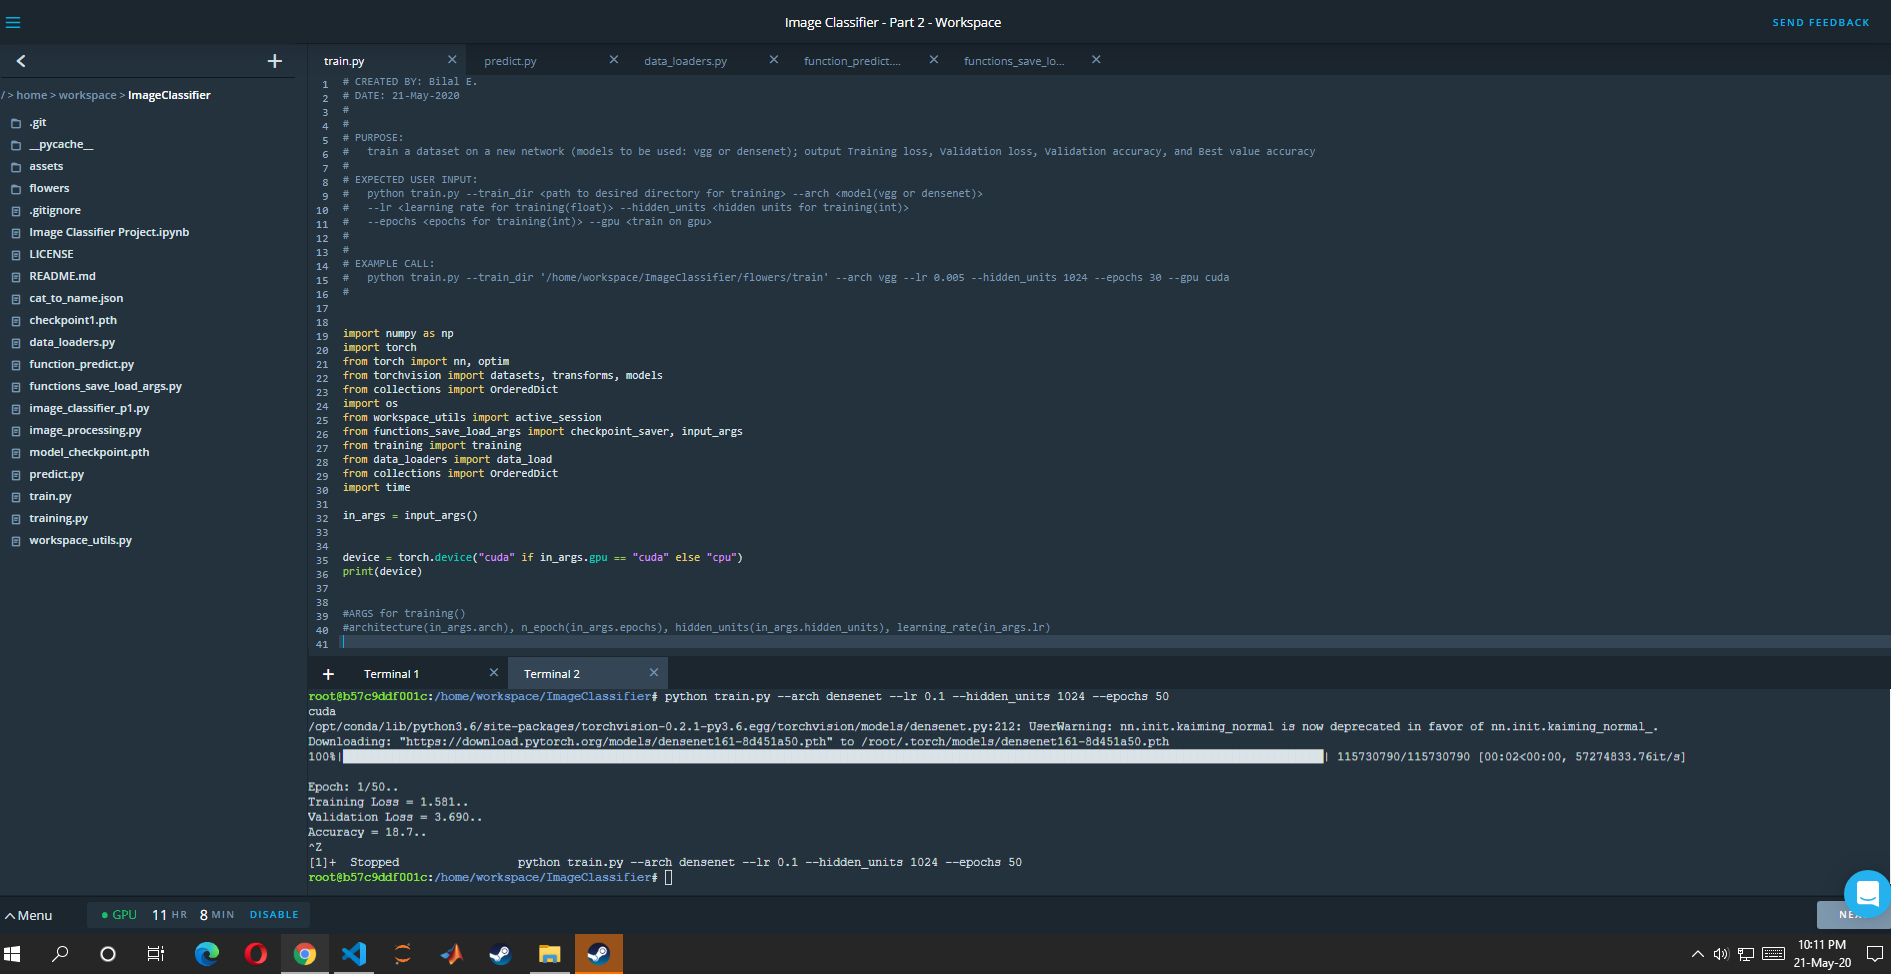 Image Classifier - Part 2 - Workspace
SEND FEEDBACK
/ > home > workspace > ImageClassifier
.git
__pycache__
assets
flowers
.gitignore
Image Classifier Project.ipynb
LICENSE
README.md
cat_to_name.json
checkpoint1.pth
data_loaders.py
function_predict.py
functions_save_load_args.py
image_classifier_p1.py
image_processing.py
model_checkpoint.pth
predict.py
train.py
training.py
workspace_utils.py
train.py predict.py data_loaders.py function_predict.... functions_save_lo...
1 # CREATED BY: Bilal E.
2 # DATE: 21-May-2020
3 #
4 #
5 # PURPOSE:
6 #   train a dataset on a new network (models to be used: vgg or densenet); output Training loss, Validation loss, Validation accuracy, and Best value accuracy
7 #
8 # EXPECTED USER INPUT:
9 #   python train.py --train_dir <path to desired directory for training> --arch <model(vgg or densenet)>
10 #   --lr <learning rate for training(float)> --hidden_units <hidden units for training(int)>
11 #   --epochs <epochs for training(int)> --gpu <train on gpu>
12 #
13 #
14 # EXAMPLE CALL:
15 #   python train.py --train_dir '/home/workspace/ImageClassifier/flowers/train' --arch vgg --lr 0.005 --hidden_units 1024 --epochs 30 --gpu cuda
16 #
17
18
19 import numpy as np
20 import torch
21 from torch import nn, optim
22 from torchvision import datasets, transforms, models
23 from collections import OrderedDict
24 import os
25 from workspace_utils import active_session
26 from functions_save_load_args import checkpoint_saver, input_args
27 from training import training
28 from data_loaders import data_load
29 from collections import OrderedDict
30 import time
31
32 in_args = input_args()
33
34
35 device = torch.device("cuda" if in_args.gpu == "cuda" else "cpu")
36 print(device)
37
38
39 #ARGS for training()
40 #architecture(in_args.arch), n_epoch(in_args.epochs), hidden_units(in_args.hidden_units), learning_rate(in_args.lr)
41
Terminal 1 Terminal 2
root@b57c9ddf001c:/home/workspace/ImageClassifier# python train.py --arch densenet --lr 0.1 --hidden_units 1024 --epochs 50
cuda
/opt/conda/lib/python3.6/site-packages/torchvision-0.2.1-py3.6.egg/torchvision/models/densenet.py:212: UserWarning: nn.init.kaiming_normal is now deprecated in favor of nn.init.kaiming_normal_.
Downloading: "https://download.pytorch.org/models/densenet161-8d451a50.pth" to /root/.torch/models/densenet161-8d451a50.pth
100%| | 115730790/115730790 [00:02<00:00, 57274833.76it/s]
Epoch: 1/50..
Training Loss = 1.581..
Validation Loss = 3.690..
Accuracy = 18.7..
^Z
[1]+  Stopped                 python train.py --arch densenet --lr 0.1 --hidden_units 1024 --epochs 50
root@b57c9ddf001c:/home/workspace/ImageClassifier#
Menu GPU 11 HR 8 MIN DISABLE
10:11 PM
21-May-20